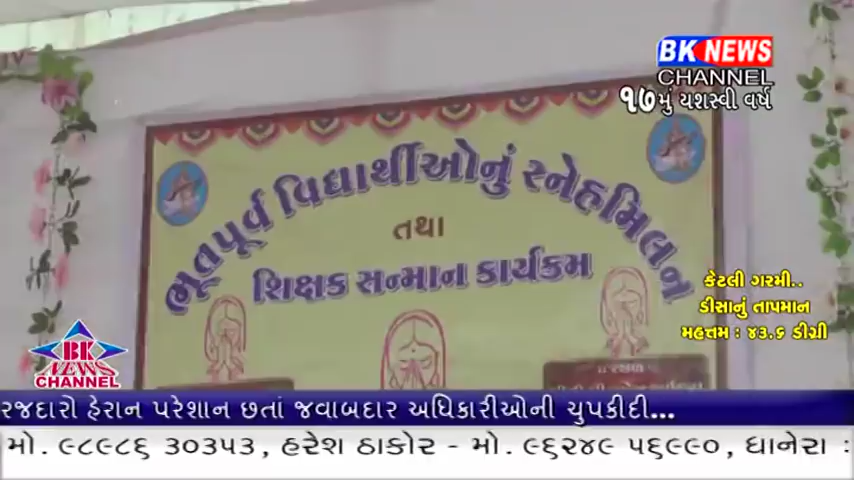 BK NEWS
CHANNEL
૧૭મું યશસ્વી વર્ષ
ભૂતપૂર્વ વિદ્યાર્થીઓનું સ્નેહમિલન
તથા
શિક્ષક સન્માન કાર્યક્રમ
કેટલી ગરમી..
ડીસાનું તાપમાન
મહત્તમ : ૪૩.૬ ડીગ્રી
BK
NEWS
CHANNEL
રજદારો હેરાન પરેશાન છતાં જવાબદાર અધિકારીઓની ચુપકીદી...
મો. ૯૮૯૮૬ ૩૦૩૫૩, હરેશ ઠાકોર - મો. ૯૬૨૪૯ ૫૬૯૯૦, ધાનેરા :